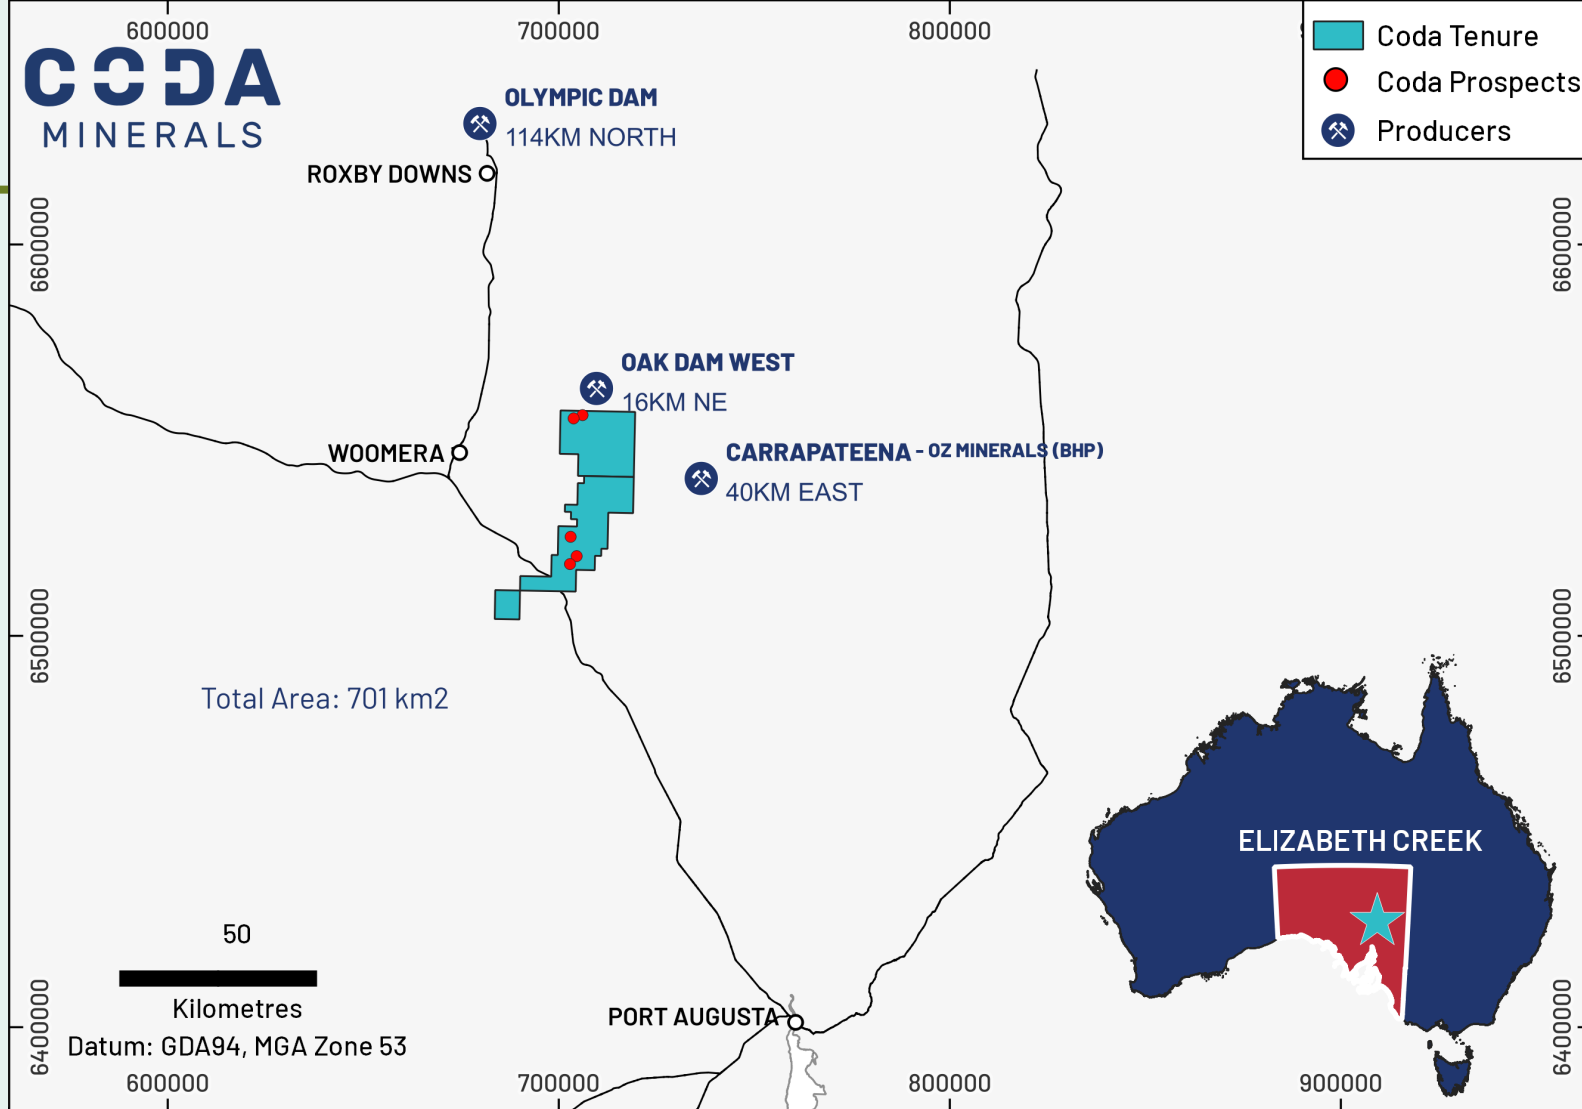 600000
700000
800000
CODA
MINERALS
Coda Tenure
Coda Prospects
Producers
OLYMPIC DAM
114KM NORTH
ROXBY DOWNS
6600000
6600000
OAK DAM WEST
16KM NE
WOOMERA
CARRAPATEENA - OZ MINERALS (BHP)
40KM EAST
6500000
6500000
Total Area: 701 km2
ELIZABETH CREEK
50
Kilometres
Datum: GDA94, MGA Zone 53
PORT AUGUSTA
6400000
6400000
600000
700000
800000
900000